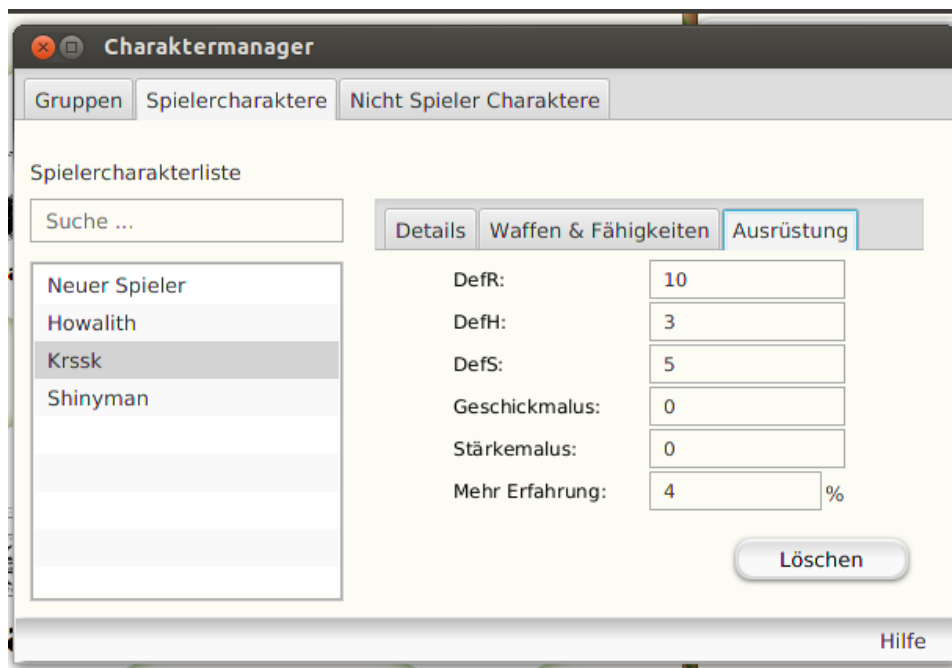 Charaktermanager
Gruppen Spielercharaktere Nicht Spieler Charaktere
Spielercharakterliste
Suche ...
Neuer Spieler
Howalith
Krssk
Shinyman
Details Waffen & Fähigkeiten Ausrüstung
DefR: 10
DefH: 3
DefS: 5
Geschickmalus: 0
Stärkemalus: 0
Mehr Erfahrung: 4 %
Löschen
Hilfe